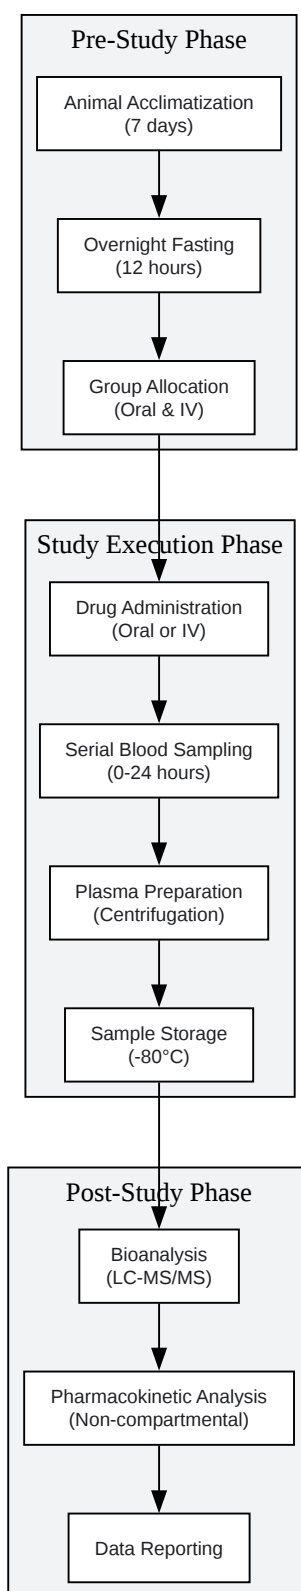 Pre-Study Phase
Animal Acclimatization
(7 days)
Overnight Fasting
(12 hours)
Group Allocation
(Oral & IV)
Study Execution Phase
Drug Administration
(Oral or IV)
Serial Blood Sampling
(0-24 hours)
Plasma Preparation
(Centrifugation)
Sample Storage
(-80°C)
Post-Study Phase
Bioanalysis
(LC-MS/MS)
Pharmacokinetic Analysis
(Non-compartmental)
Data Reporting